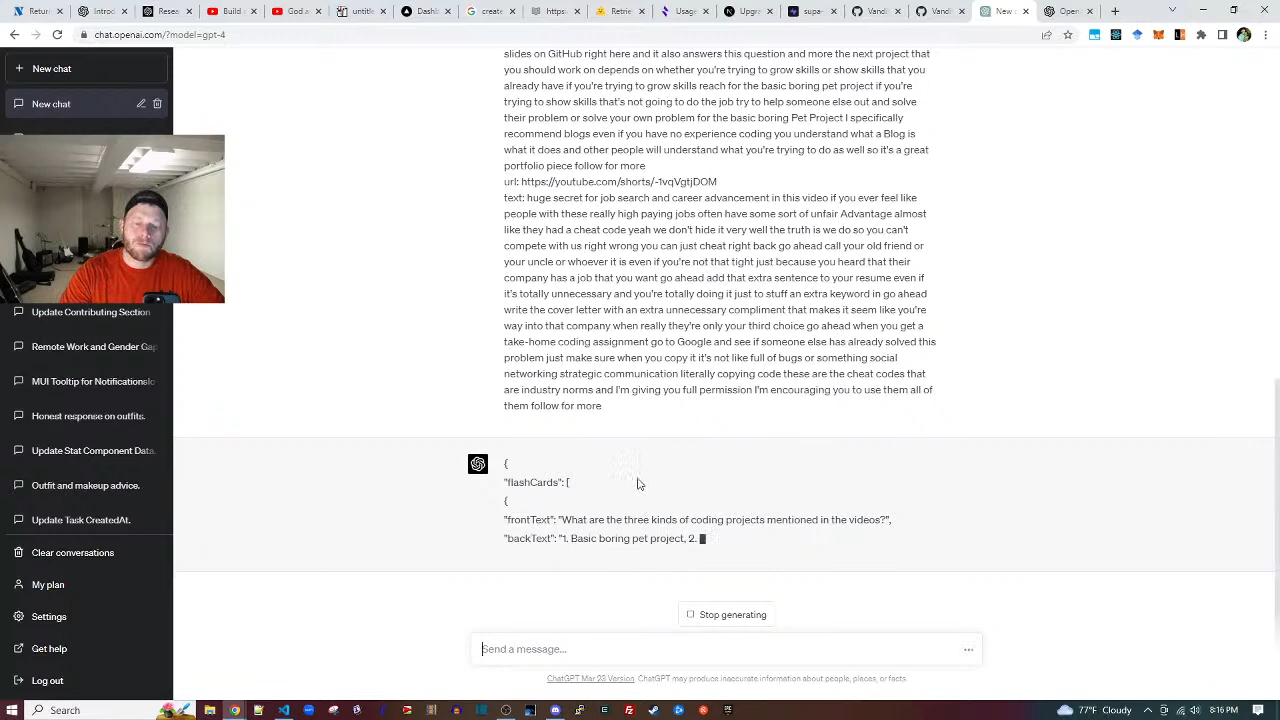 Return
Introd
Resea
Build
God a
untitle
Dashb
create
https:
Retrie
Usage
Upgra
supa-
Vandi
Vandi
New c
OpenA
chat.openai.com/?model=gpt-4
New chat
New chat
Update Contributing Section
Remote Work and Gender Gap
MUI Tooltip for NotificationsIo
Honest response on outfits.
Update Stat Component Data.
Outfit and makeup advice.
Update Task CreatedAt.
Clear conversations
My plan
Settings
Get help
Log out
slides on GitHub right here and it also answers this question and more the next project that
you should work on depends on whether you're trying to grow skills or show skills that you
already have if you're trying to grow skills reach for the basic boring pet project if you're
trying to show skills that's not going to do the job try to help someone else out and solve
their problem or solve your own problem for the basic boring Pet Project I specifically
recommend blogs even if you have no experience coding you understand what a Blog is
what it does and other people will understand what you're trying to do as well so it's a great
portfolio piece follow for more
url: https://youtube.com/shorts/-1vqVgtjDOM
text: huge secret for job search and career advancement in this video if you ever feel like
people with these really high paying jobs often have some sort of unfair Advantage almost
like they had a cheat code yeah we don't hide it very well the truth is we do so you can't
compete with us right wrong you can just cheat right back go ahead call your old friend or
your uncle or whoever it is even if you're not that tight just because you heard that their
company has a job that you want go ahead add that extra sentence to your resume even if
it's totally unnecessary and you're totally doing it just to stuff an extra keyword in go ahead
write the cover letter with an extra unnecessary compliment that makes it seem like you're
way into that company when really they're only your third choice go ahead when you get a
take-home coding assignment go to Google and see if someone else has already solved this
problem just make sure when you copy it it's not like full of bugs or something social
networking strategic communication literally copying code these are the cheat codes that
are industry norms and I'm giving you full permission I'm encouraging you to use them all of
them follow for more
{
"flashCards": [
{
"frontText": "What are the three kinds of coding projects mentioned in the videos?",
"backText": "1. Basic boring pet project, 2.
Stop generating
Send a message...
ChatGPT Mar 23 Version. ChatGPT may produce inaccurate information about people, places, or facts.
Search
77°F Cloudy
8:16 PM